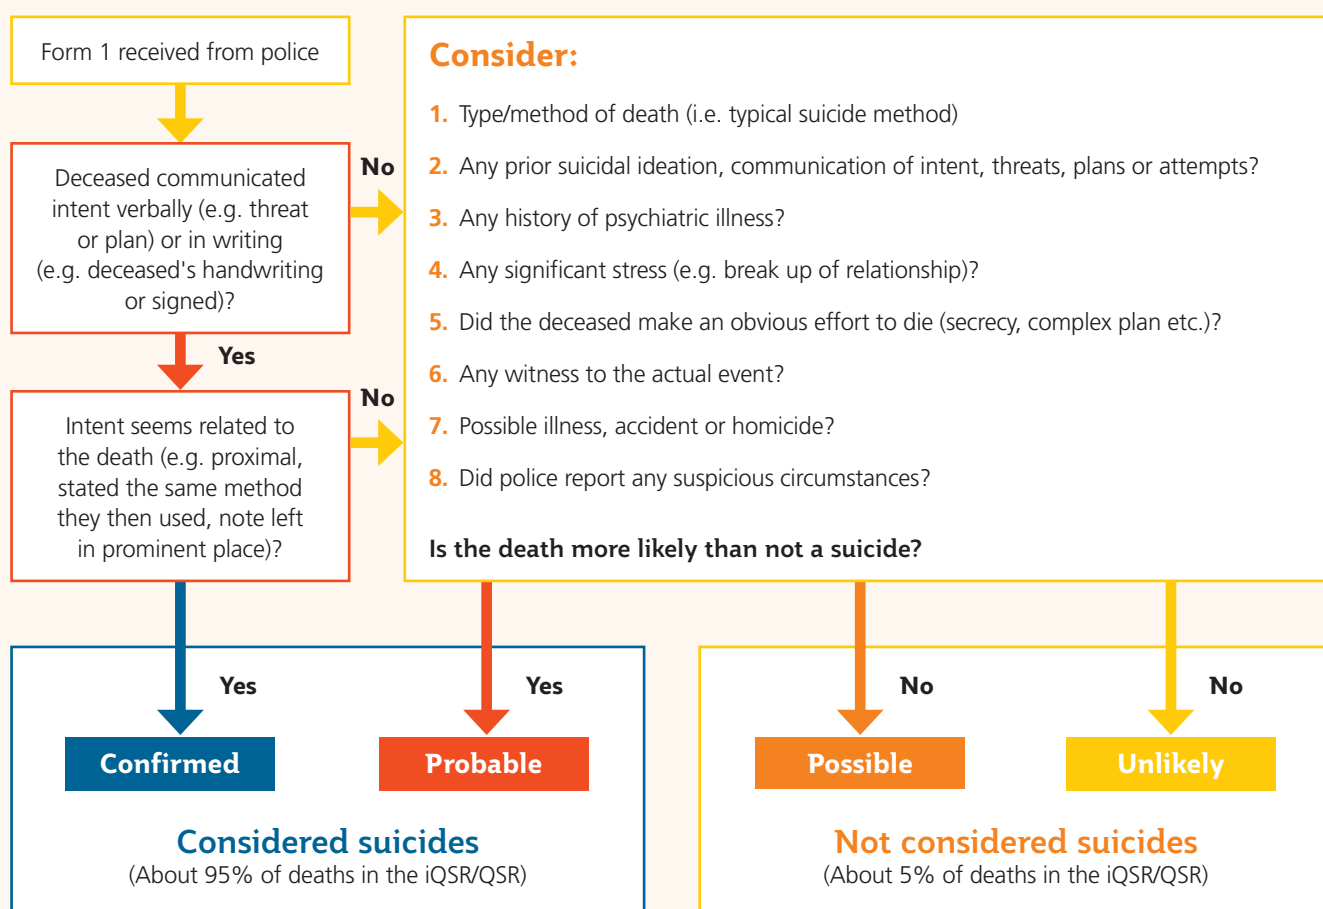 Form 1 received from police
Deceased communicated
intent verbally (e.g. threat
or plan) or in writing
(e.g. deceased's handwriting
or signed)?
No
Yes
Intent seems related to
the death (e.g. proximal,
stated the same method
they then used, note left
in prominent place)?
No
Consider:
1. Type/method of death (i.e. typical suicide method)
2. Any prior suicidal ideation, communication of intent, threats, plans or attempts?
3. Any history of psychiatric illness?
4. Any significant stress (e.g. break up of relationship)?
5. Did the deceased make an obvious effort to die (secrecy, complex plan etc.)?
6. Any witness to the actual event?
7. Possible illness, accident or homicide?
8. Did police report any suspicious circumstances?
Is the death more likely than not a suicide?
Yes
Yes
No
No
Confirmed
Probable
Possible
Unlikely
Considered suicides
(About 95% of deaths in the iQSR/QSR)
Not considered suicides
(About 5% of deaths in the iQSR/QSR)